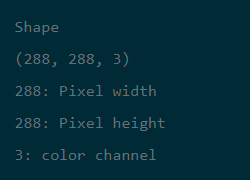 Shape
(288, 288, 3)
288: Pixel width
288: Pixel height
3: color channel